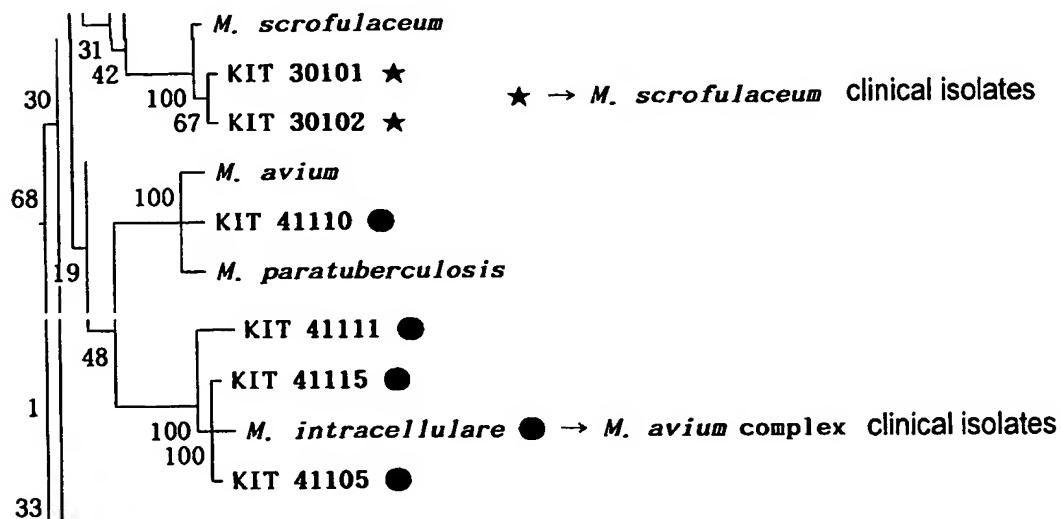 M. scrofulaceum
31
42
KIT 30101 ★
★ → M. scrofulaceum clinical isolates
30
100
67
KIT 30102 ★
M. avium
68
100
KIT 41110 ●
19
M. paratuberculosis
KIT 41111 ●
48
KIT 41115 ●
1
100
M. intracellulare ● → M. avium complex clinical isolates
100
KIT 41105 ●
33